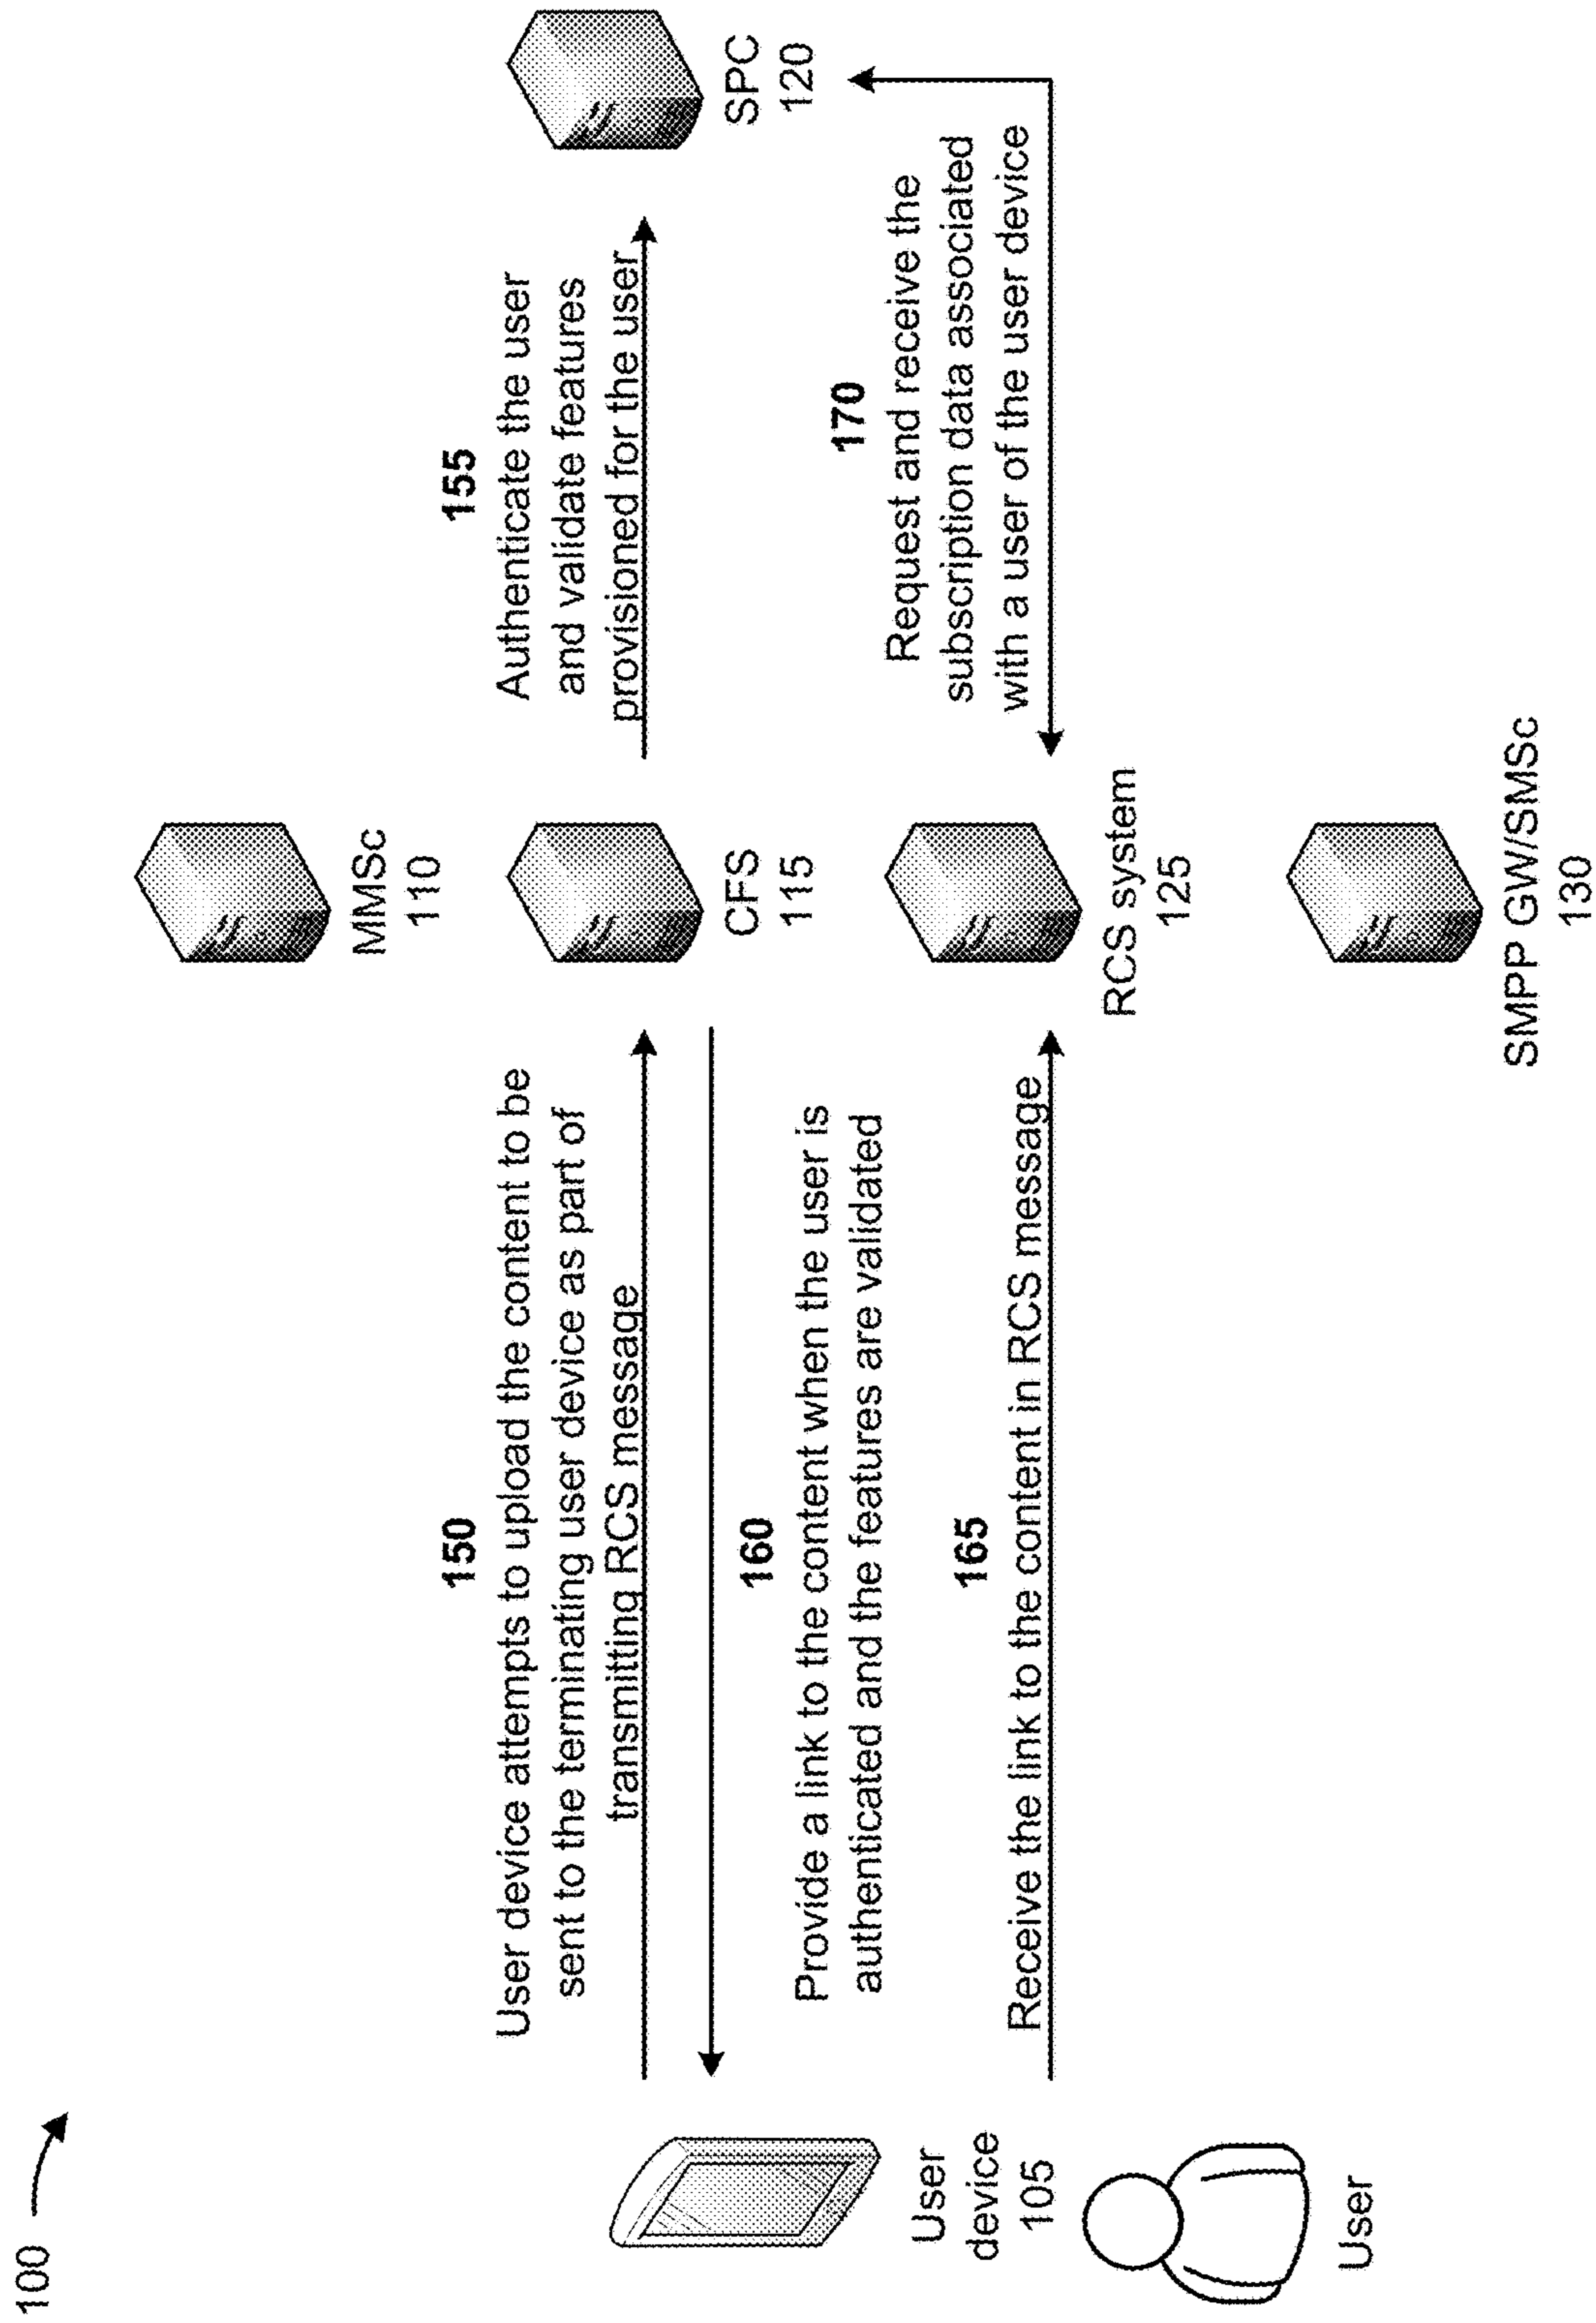 100
MMSc
110
150
User device attempts to upload the content to be
sent to the terminating user device as part of
transmitting RCS message
155
Authenticate the user
and validate features
provisioned for the user
CFS
115
SPC
120
160
Provide a link to the content when the user is
authenticated and the features are validated
170
Request and receive the
subscription data associated
with a user of the user device
165
Receive the link to the content in RCS message
User
device
105
RCS system
125
User
SMPP GW/SMSc
130